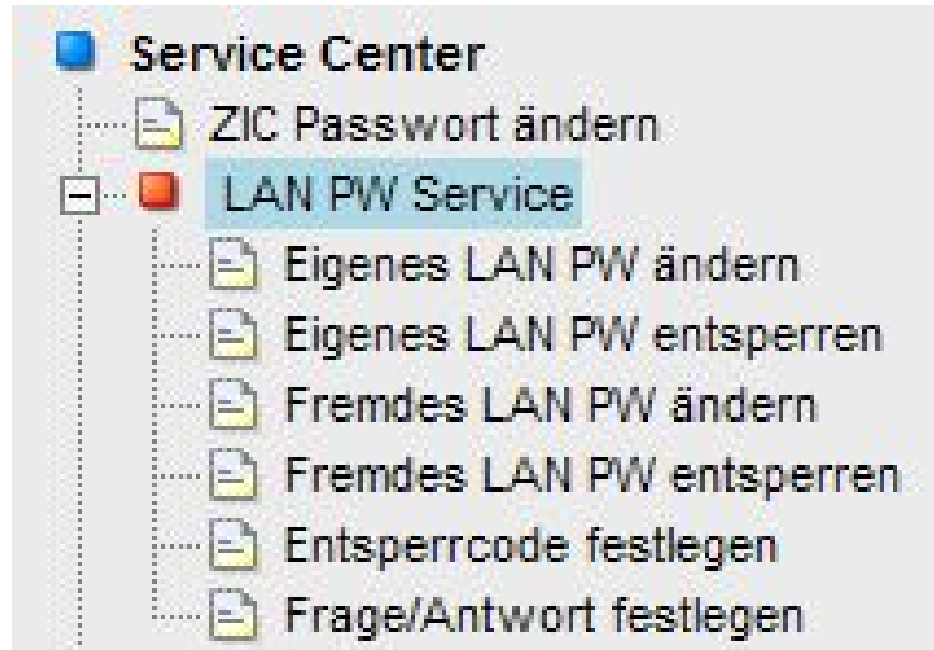 Service Center
ZIC Passwort ändern
LAN PW Service
Eigenes LAN PW ändern
Eigenes LAN PW entsperren
Fremdes LAN PW ändern
Fremdes LAN PW entsperren
Entsperrcode festlegen
Frage/Antwort festlegen